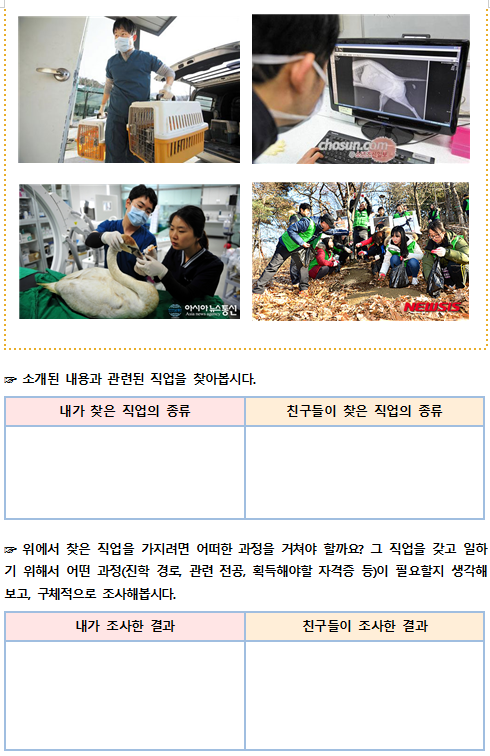 chosun.com
아시아뉴스통신
Asia news agency
NEWSIS
☞ 소개된 내용과 관련된 직업을 찾아봅시다.
내가 찾은 직업의 종류
친구들이 찾은 직업의 종류
☞ 위에서 찾은 직업을 가지려면 어떠한 과정을 거쳐야 할까요? 그 직업을 갖고 일하
기 위해서 어떤 과정(진학 경로, 관련 전공, 획득해야할 자격증 등)이 필요할지 생각해
보고, 구체적으로 조사해봅시다.
내가 조사한 결과
친구들이 조사한 결과